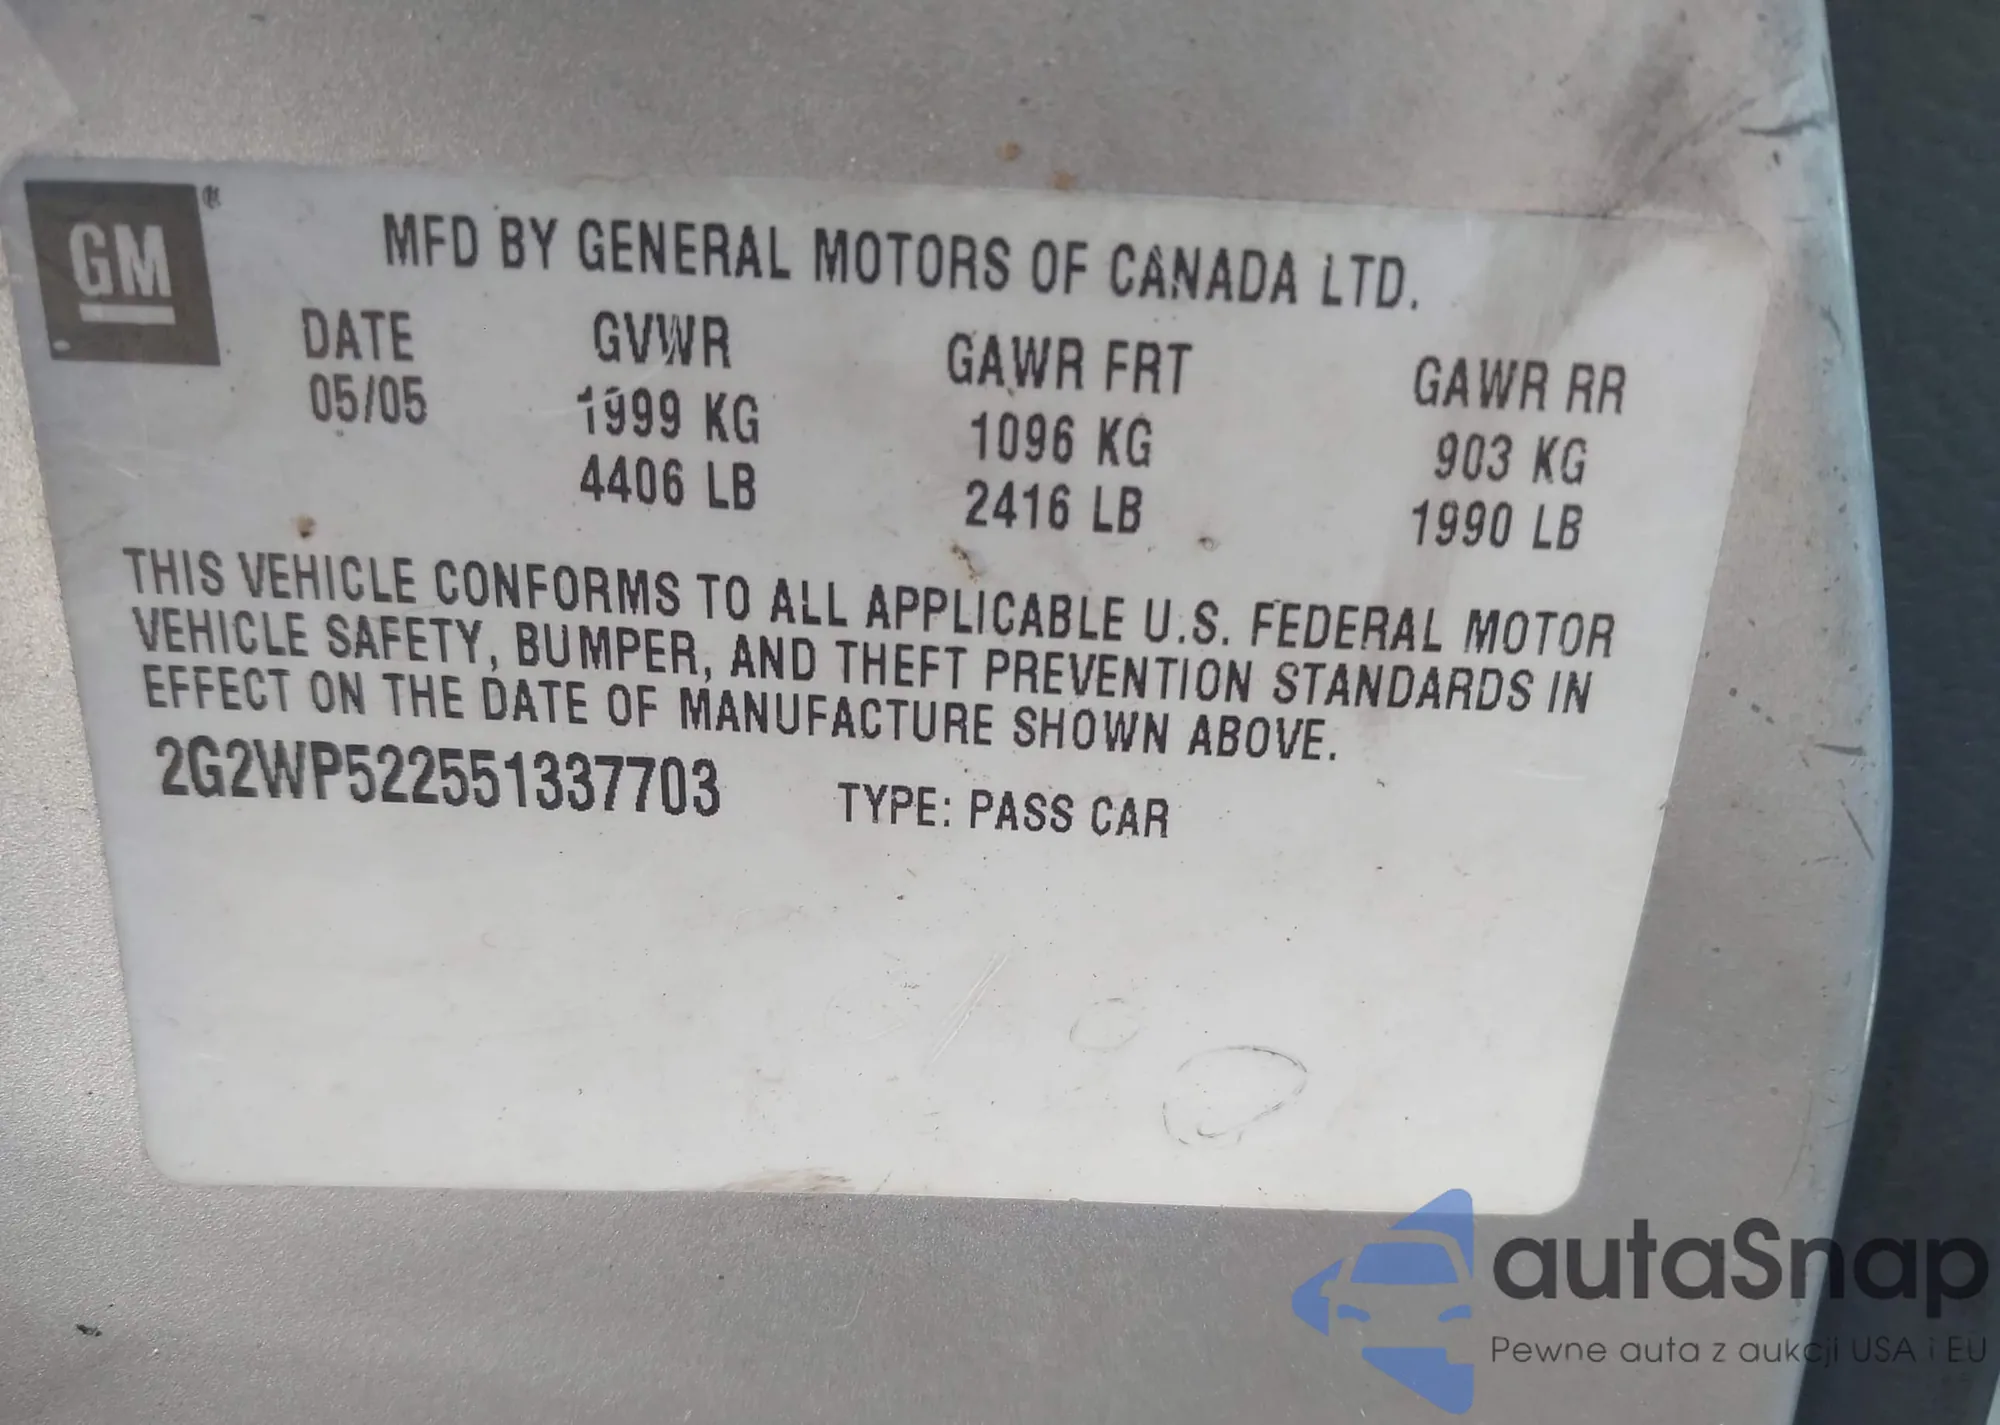 GM®
MFD BY GENERAL MOTORS OF CANADA LTD.
DATE GVWR GAWR FRT GAWR RR
05/05 1999 KG 1096 KG 903 KG
4406 LB 2416 LB 1990 LB
THIS VEHICLE CONFORMS TO ALL APPLICABLE U.S. FEDERAL MOTOR
VEHICLE SAFETY, BUMPER, AND THEFT PREVENTION STANDARDS IN
EFFECT ON THE DATE OF MANUFACTURE SHOWN ABOVE.
2G2WP522551337703 TYPE: PASS CAR
autaSnap
Pewne auta z aukcji USA i EU